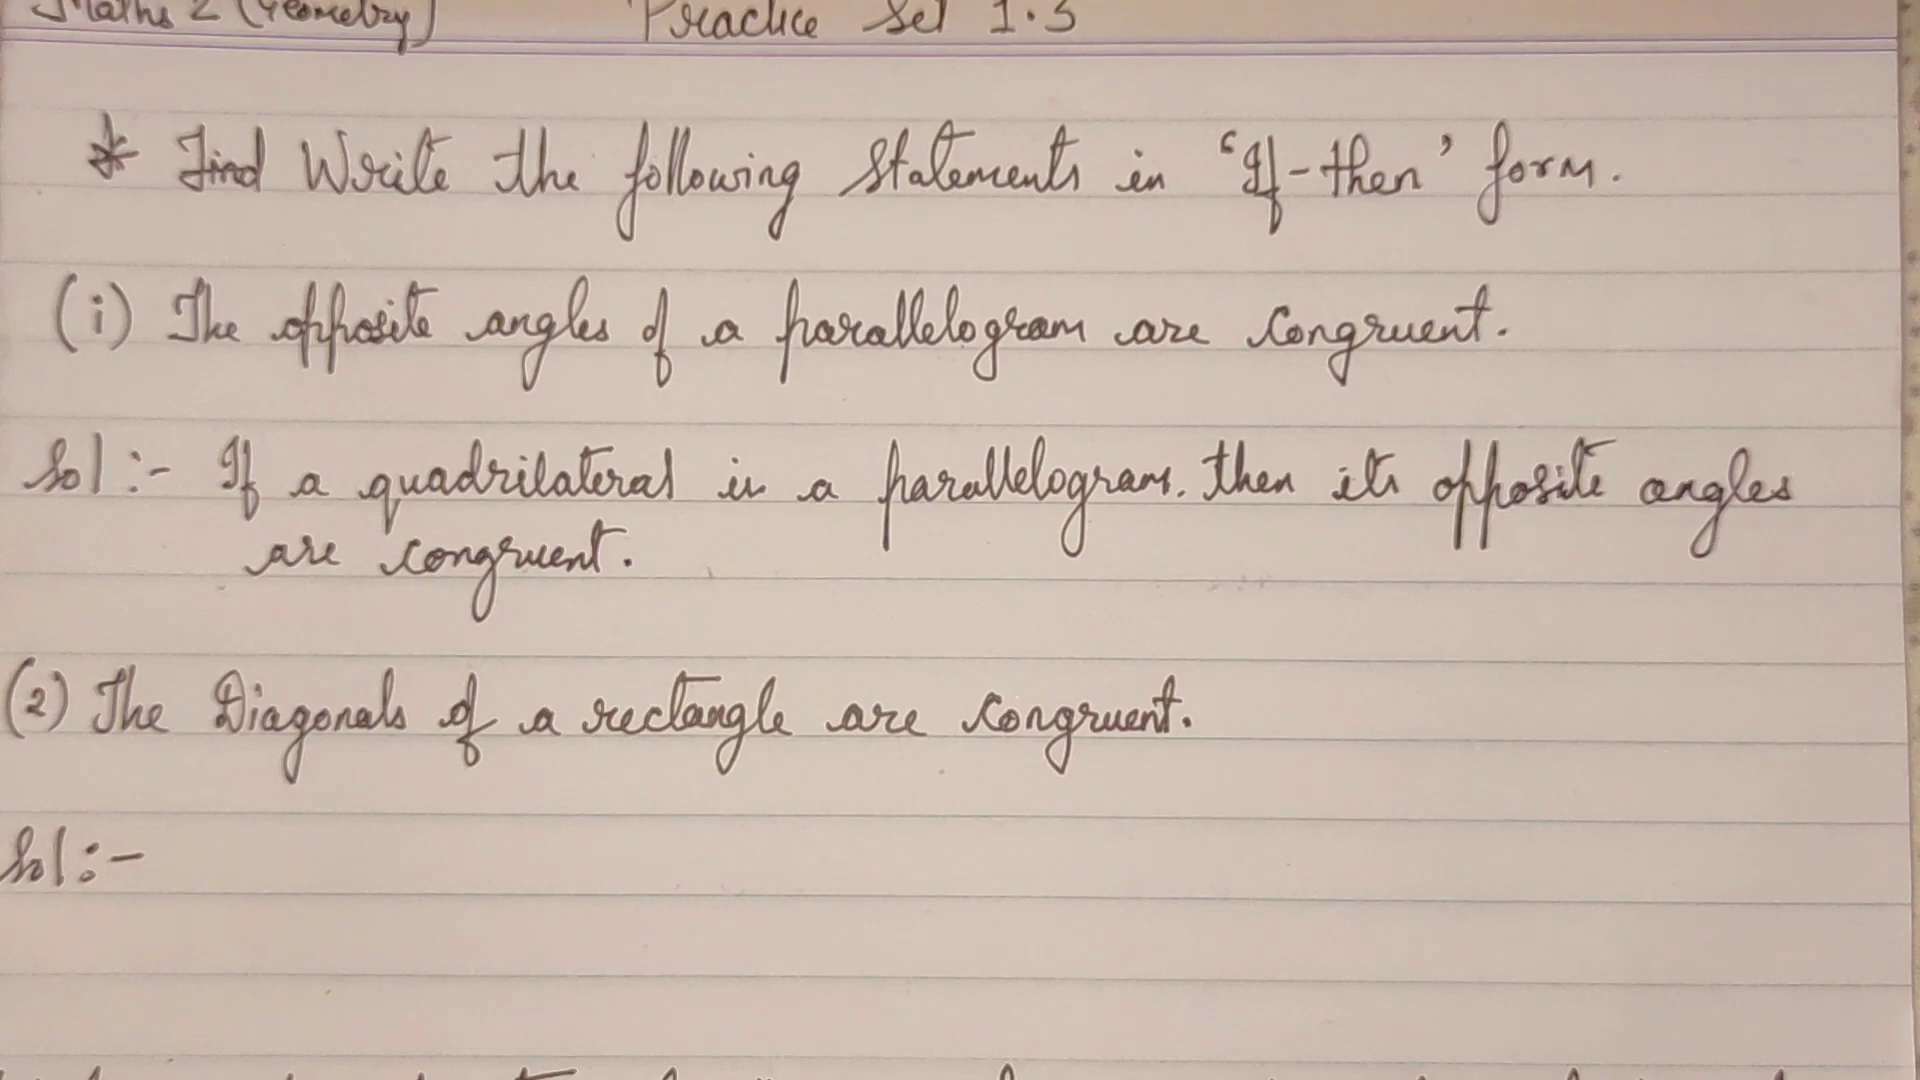 Maths 2 (Geometry) Practice Set 1.3
* Find Write the following Statements in 'If-then' form.
(i) The opposite angles of a parallelogram are Congruent.
Sol:- If a quadrilateral is a parallelogram. then its opposite angles
are congruent.
(2) The Diagonals of a rectangle are Congruent.
Sol:-